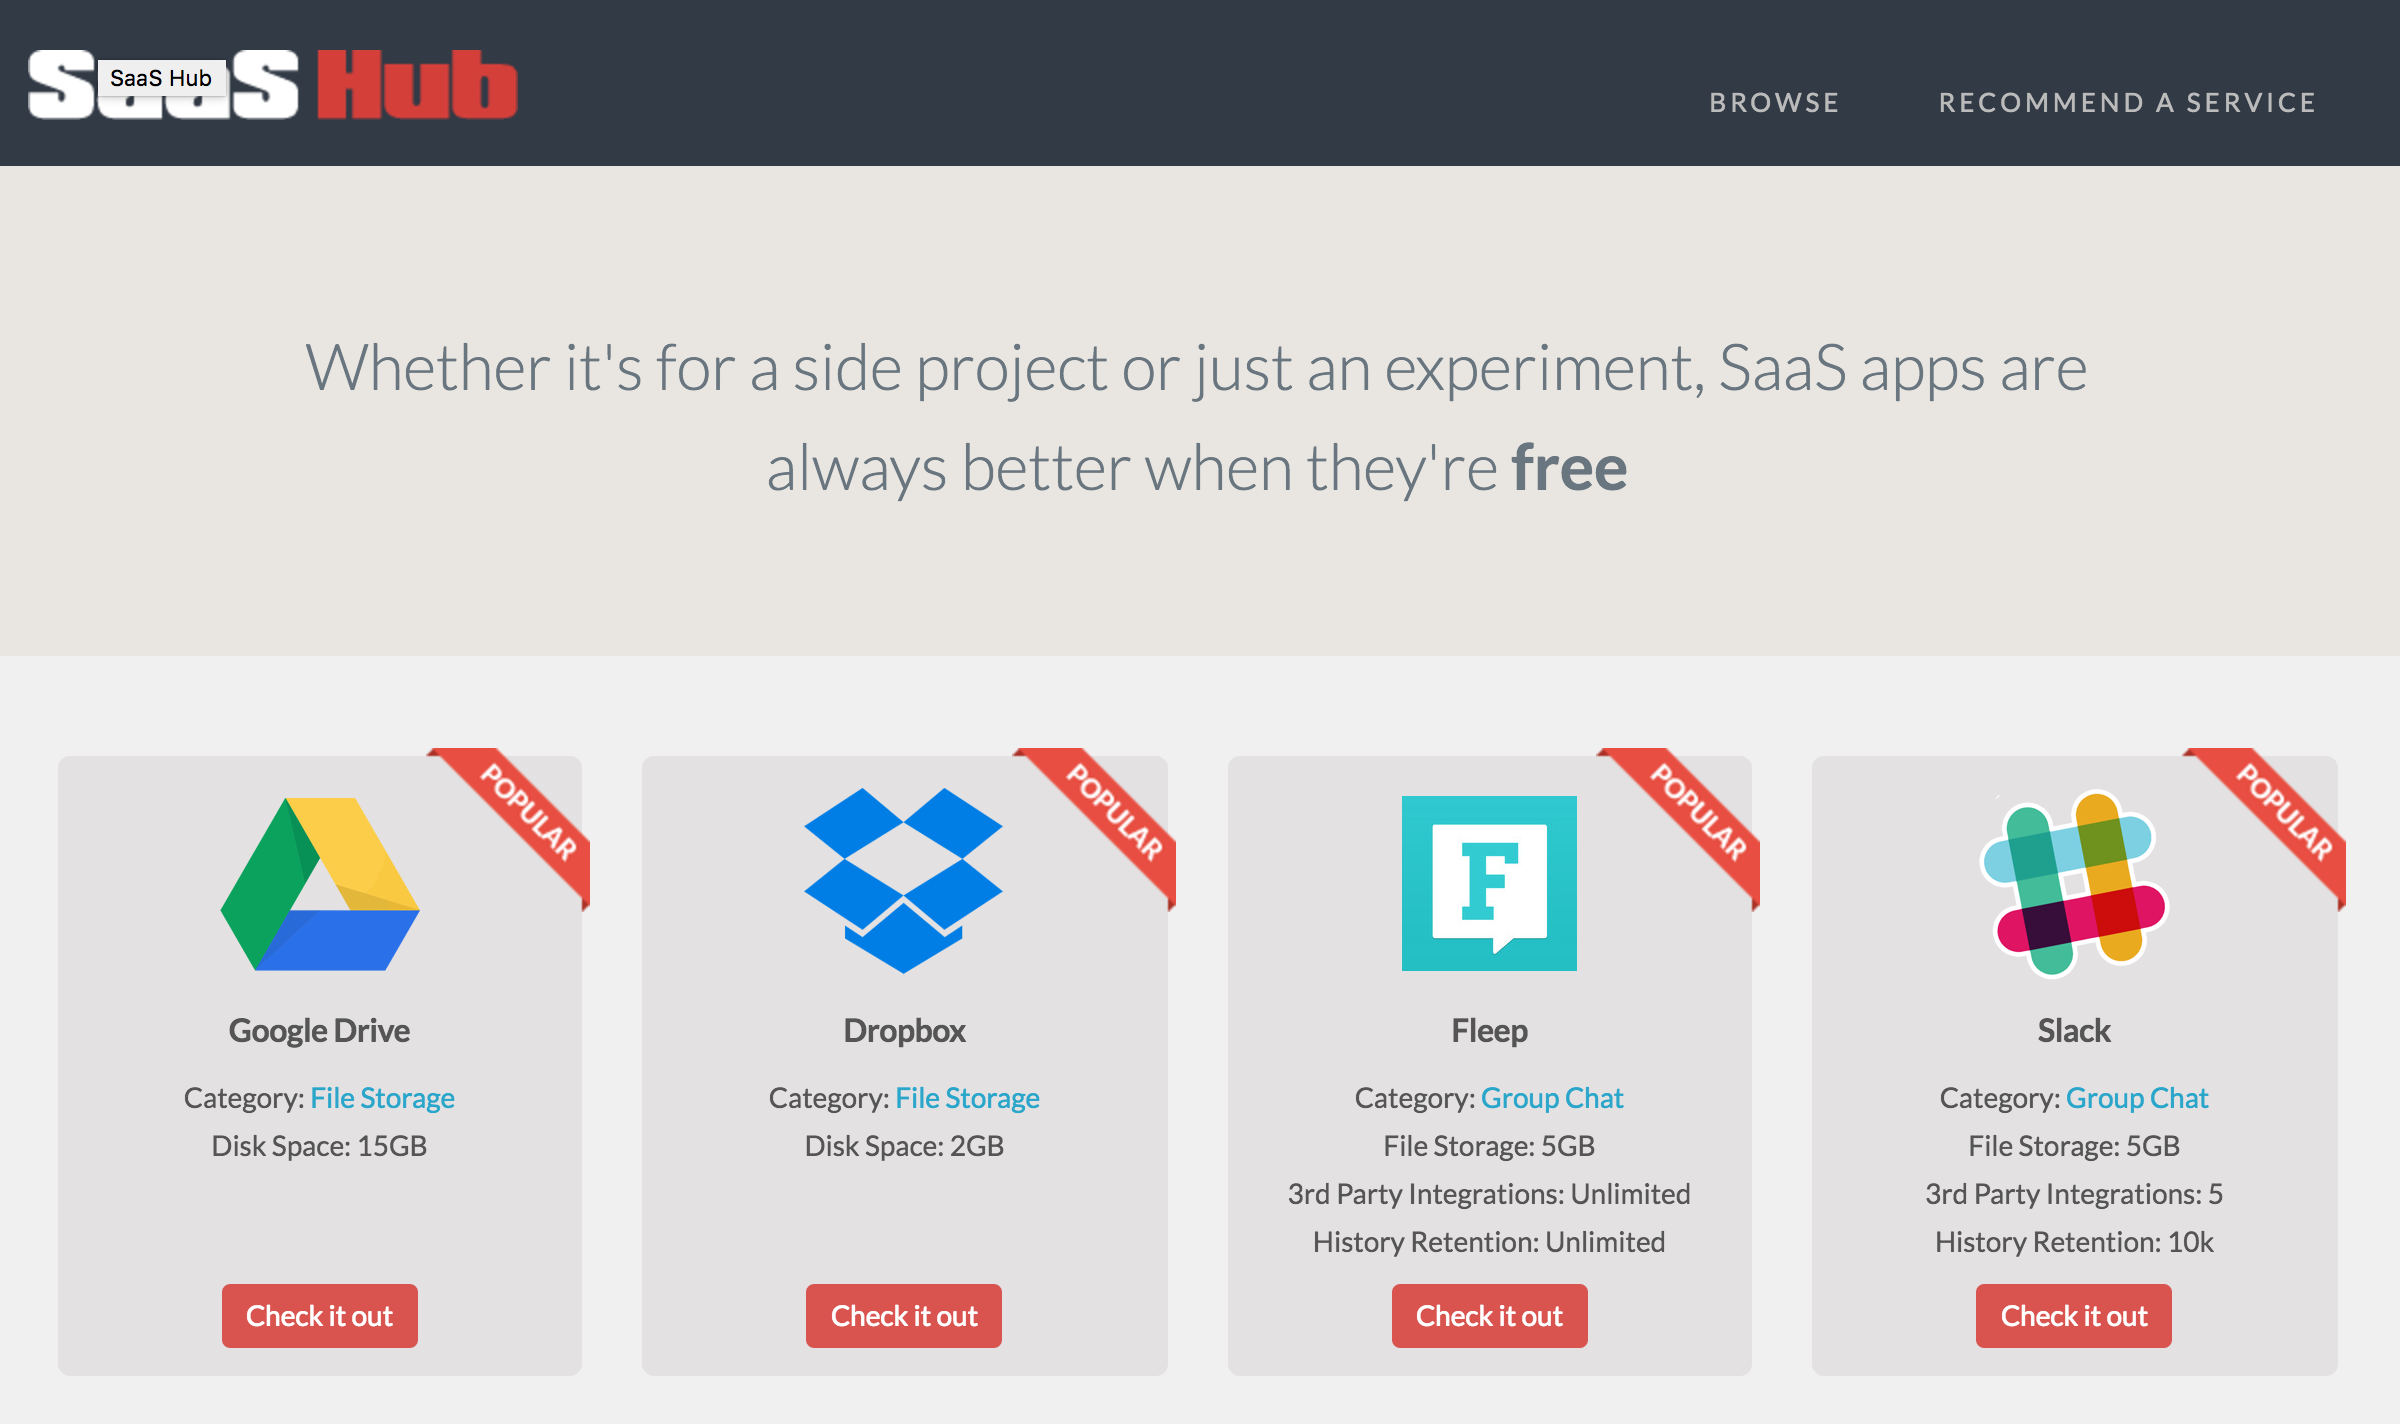 SaaS Hub
SaaS Hub
BROWSE
RECOMMEND A SERVICE
Whether it's for a side project or just an experiment, SaaS apps are
always better when they're free
POPULAR
Google Drive
Category: File Storage
Disk Space: 15GB
Check it out
POPULAR
Dropbox
Category: File Storage
Disk Space: 2GB
Check it out
POPULAR
F
Fleep
Category: Group Chat
File Storage: 5GB
3rd Party Integrations: Unlimited
History Retention: Unlimited
Check it out
POPULAR
Slack
Category: Group Chat
File Storage: 5GB
3rd Party Integrations: 5
History Retention: 10k
Check it out